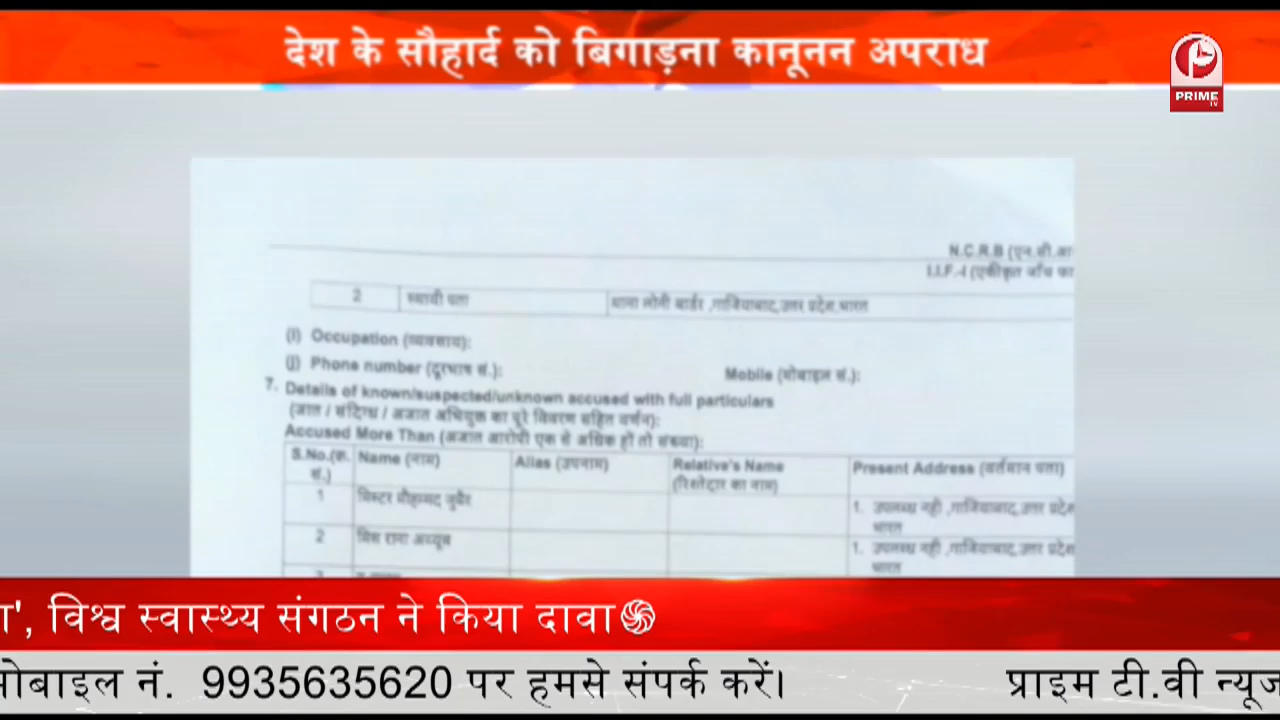 देश के सौहार्द को बिगाड़ना कानूनन अपराध
PRIME
TV
N.C.R.B (एन.सी.आर
I.I.F.-I (एकीकृत जाँच फा
2 स्थायी पता थाना लोनी बार्डर ,गाजियाबाद,उत्तर प्रदेश,भारत
(i) Occupation (व्यवसाय):
(j) Phone number (दूरभाष सं.): Mobile (मोबाइल सं.):
7. Details of known/suspected/unknown accused with full particulars
(ज्ञात / संदिग्ध / अज्ञात अभियुक्त का पूरे विवरण सहित वर्णन):
Accused More Than (अज्ञात आरोपी एक से अधिक हों तो संख्या):
S.No.(क्र. सं.) Name (नाम) Alias (उपनाम) Relative's Name (रिश्तेदार का नाम) Present Address (वर्तमान पता)
1 मिस्टर मौहम्मद जुबैर 1. उपलब्ध नही ,गाजियाबाद,उत्तर प्रदेश
भारत
2 मिस राना अय्यूब 1. उपलब्ध नही ,गाजियाबाद,उत्तर प्रदेश
भारत
ा', विश्व स्वास्थ्य संगठन ने किया दावा
मोबाइल नं. 9935635620 पर हमसे संपर्क करें। प्राइम टी.वी न्यूज